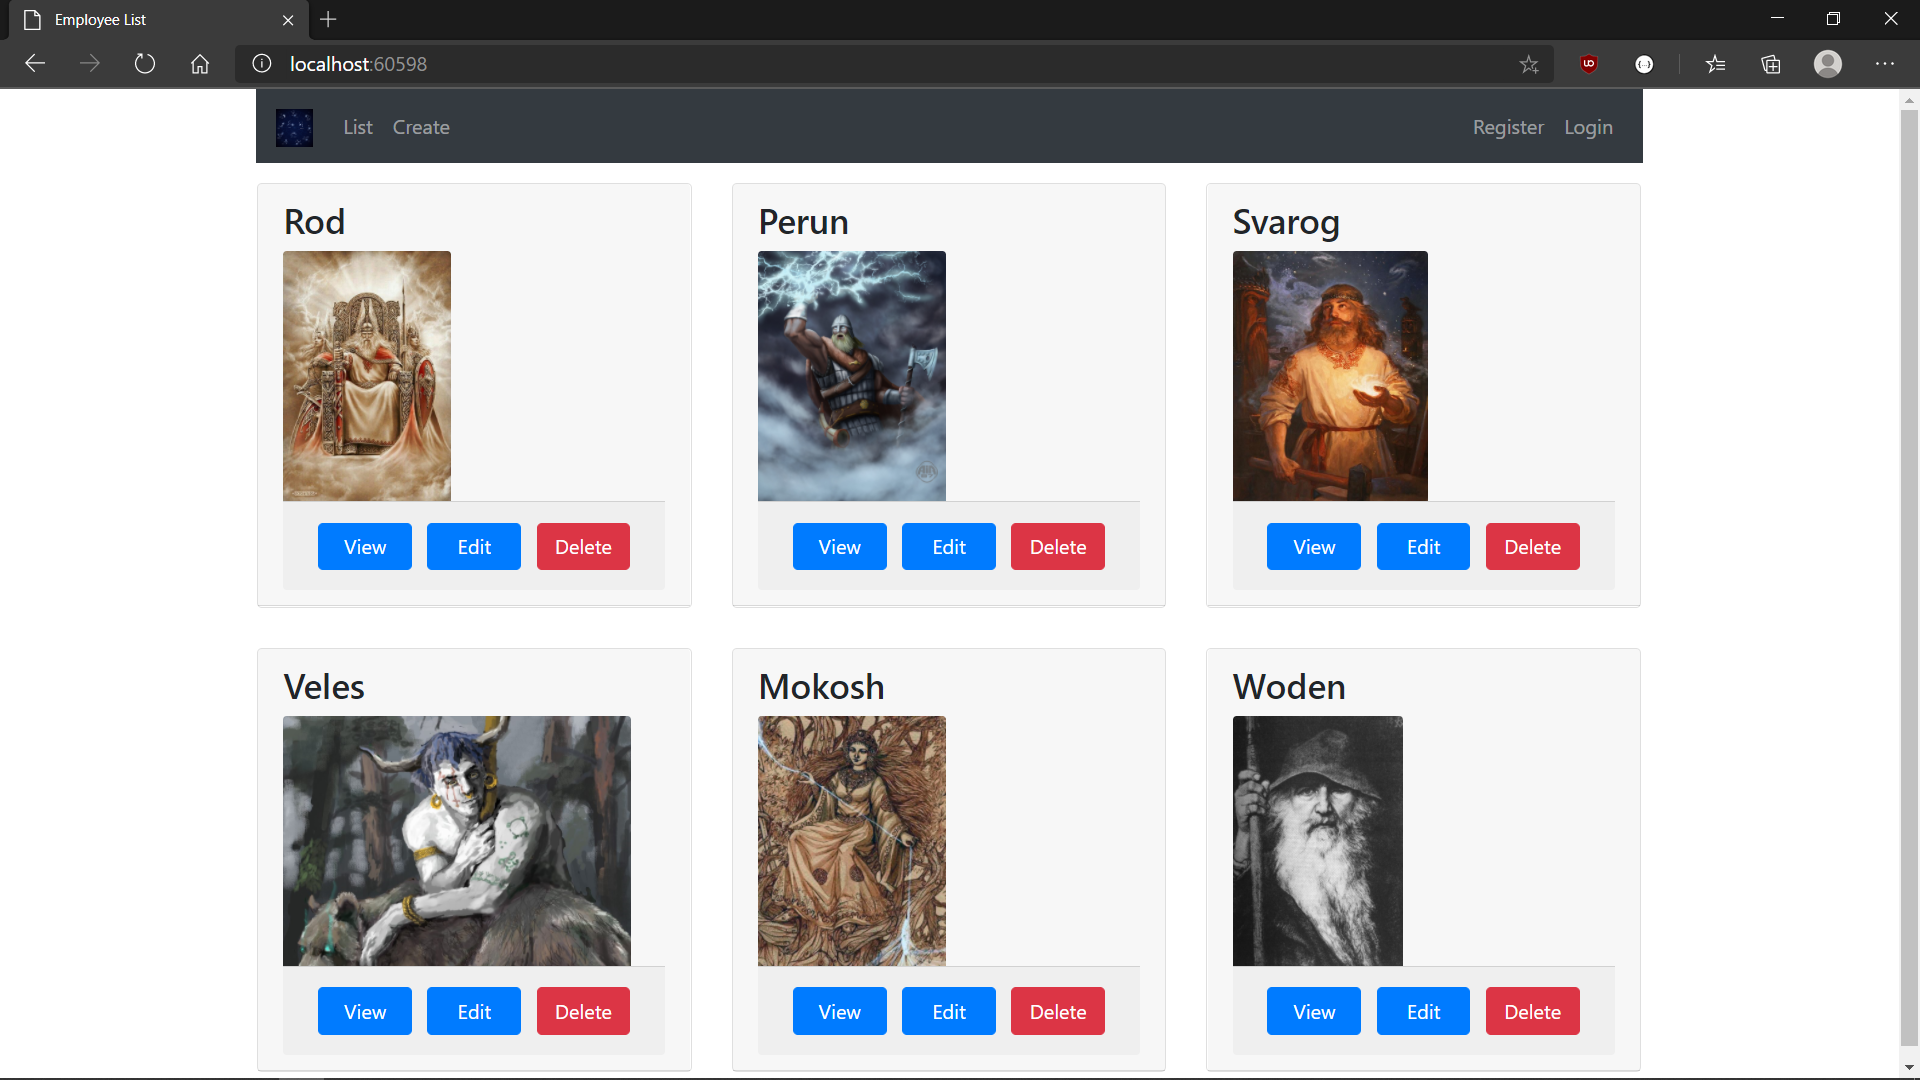 Employee List
localhost:60598
List Create Register Login
Rod Perun Svarog
View Edit Delete View Edit Delete View Edit Delete
Veles Mokosh Woden
View Edit Delete View Edit Delete View Edit Delete